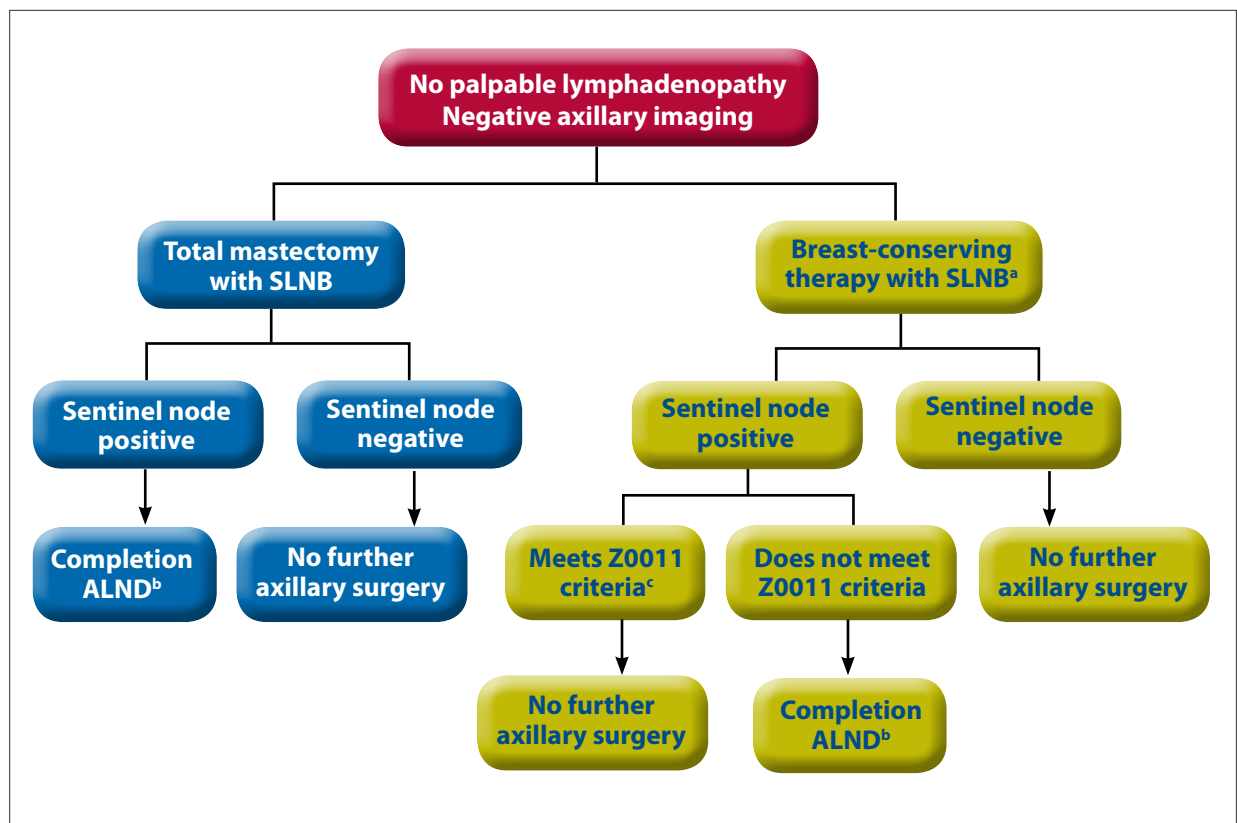 No palpable lymphadenopathy
Negative axillary imaging
Total mastectomy
with SLNB
Breast-conserving
therapy with SLNBᵃ
Sentinel node
positive
Sentinel node
negative
Sentinel node
positive
Sentinel node
negative
Completion
ALNDᵇ
No further
axillary surgery
Meets Z0011
criteriaᶜ
Does not meet
Z0011 criteria
No further
axillary surgery
No further
axillary surgery
Completion
ALNDᵇ